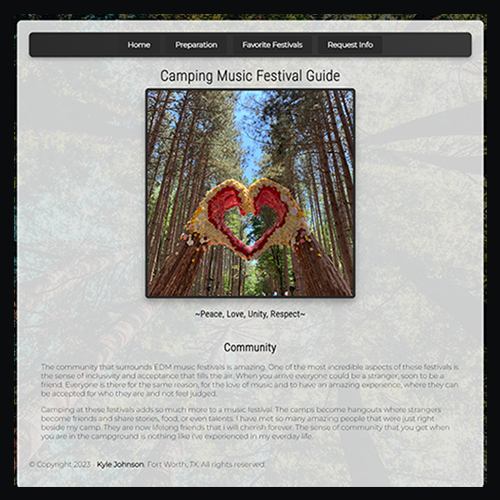 Home Preparation Favorite Festivals Request Info
Camping Music Festival Guide
~Peace, Love, Unity, Respect~
Community
The community that surrounds EDM music festivals is amazing. One of the most incredible aspects of these festivals is
the sense of inclusivity and acceptance that fills the air. When you arrive everyone could be a stranger, soon to be a
friend. Everyone is there for the same reason, for the love of music and to have an amazing experience, where they can
be accepted for who they are and not feel judged.
Camping at these festivals adds so much more to a music festival. The camps become hangouts where strangers
become friends and share stories, food, or even talents. I have met so many amazing people that were just right
beside my camp. They are now lifelong friends that i will cherish forever. The sense of community that you get when
you are in the campground is nothing like i've experienced in my everday life.
© Copyright 2023 - Kyle Johnson. Fort Worth, TX. All rights reserved.